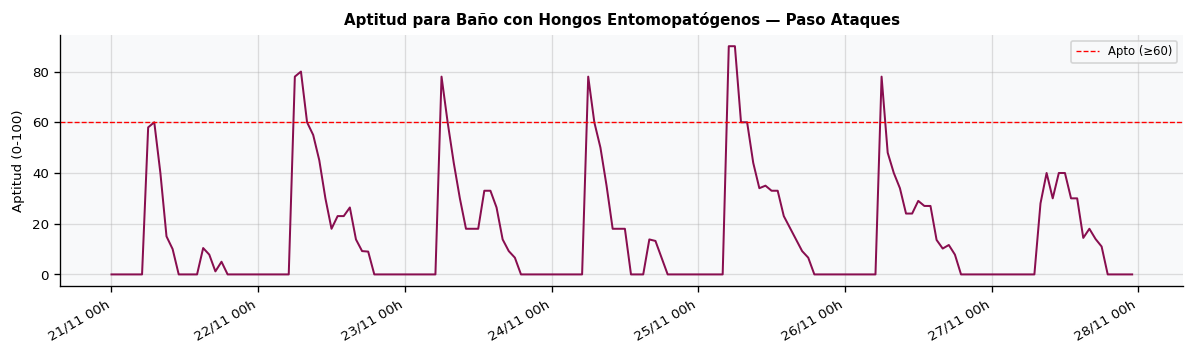 Aptitud para Baño con Hongos Entomopatógenos — Paso Ataques
Apto (≥60)
Aptitud (0-100)
80
60
40
20
0
21/11 00h
22/11 00h
23/11 00h
24/11 00h
25/11 00h
26/11 00h
27/11 00h
28/11 00h